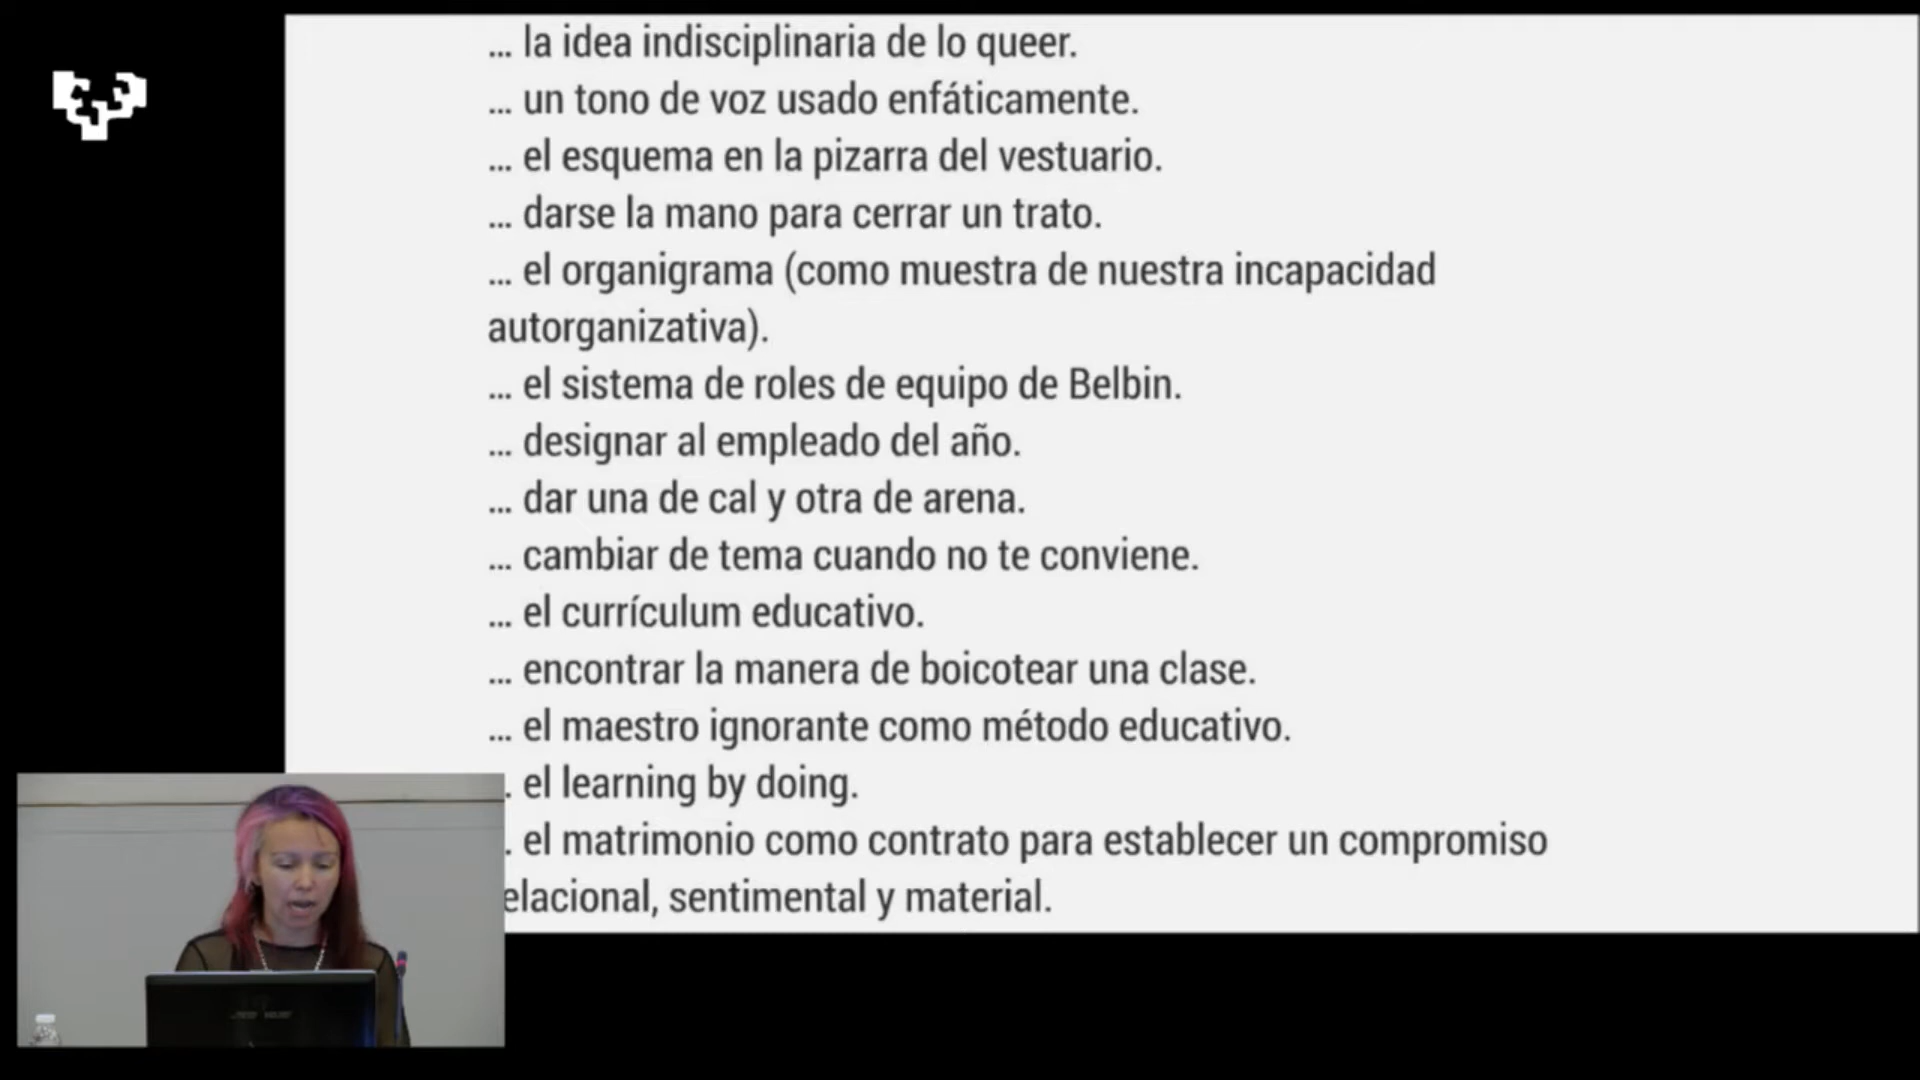 ... la idea indisciplinaria de lo queer.
... un tono de voz usado enfáticamente.
... el esquema en la pizarra del vestuario.
... darse la mano para cerrar un trato.
... el organigrama (como muestra de nuestra incapacidad
autorganizativa).
... el sistema de roles de equipo de Belbin.
... designar al empleado del año.
... dar una de cal y otra de arena.
... cambiar de tema cuando no te conviene.
... el currículum educativo.
... encontrar la manera de boicotear una clase.
... el maestro ignorante como método educativo.
. el learning by doing.
. el matrimonio como contrato para establecer un compromiso
elacional, sentimental y material.